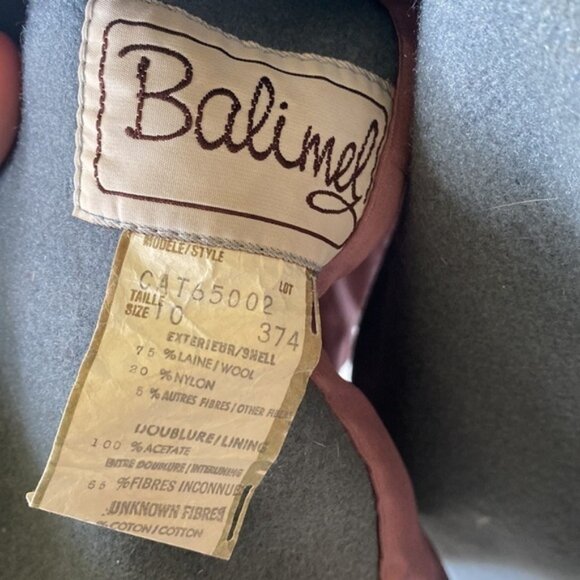 Balimel
MODELE/STYLE
CAT65002 LOT
TAILLE
SIZE 10 374
EXTERIEUR/SHELL
75 % LAINE/WOOL
20 % NYLON
5 % AUTRES FIBRES/OTHER
DOUBLURE/LINING
100 % ACETATE
ENTRE DOUBLURE/INTERLINING
% FIBRES INCONNUES
UNKNOWN FIBRES
% COTON/COTTON